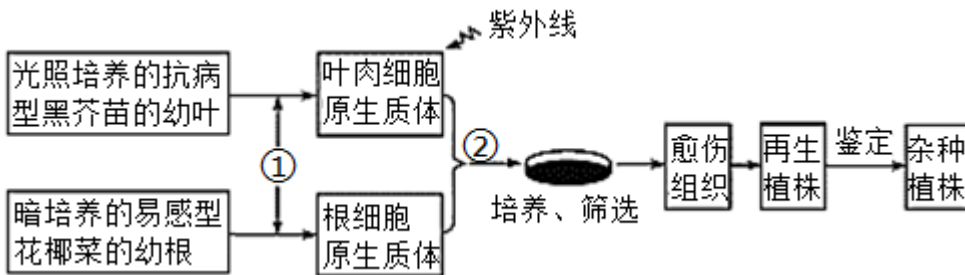 紫外线
光照培养的抗病
型黑芥苗的幼叶
叶肉细胞
原生质体
①
②
暗培养的易感型
花椰菜的幼根
根细胞
原生质体
培养、筛选
愈伤
组织
再生
植株
鉴定
杂种
植株